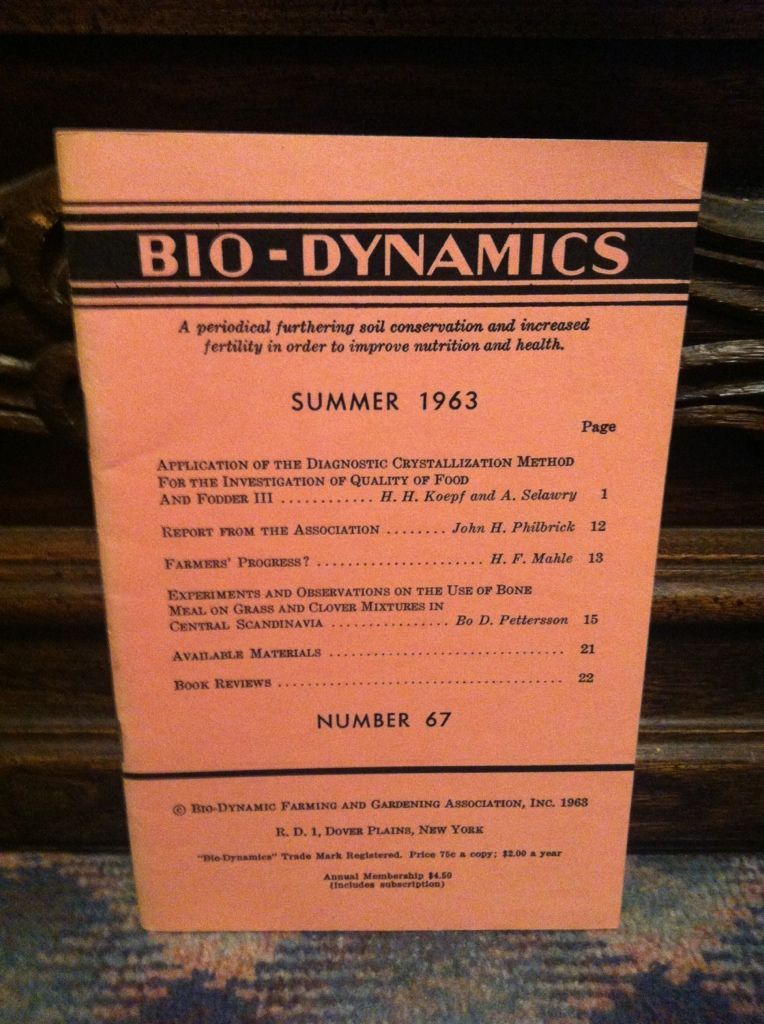 BIO-DYNAMICS
A periodical furthering soil conservation and increased
fertility in order to improve nutrition and health.
SUMMER 1963
Page
APPLICATION OF THE DIAGNOSTIC CRYSTALLIZATION METHOD
FOR THE INVESTIGATION OF QUALITY OF FOOD
AND FODDER III ............ H. H. Koepf and A. Selawry 1
REPORT FROM THE ASSOCIATION ........ John H. Philbrick 12
FARMERS' PROGRESS? ....................... H. F. Mahle 13
EXPERIMENTS AND OBSERVATIONS ON THE USE OF BONE
MEAL ON GRASS AND CLOVER MIXTURES IN
CENTRAL SCANDINAVIA ................ Bo D. Pettersson 15
AVAILABLE MATERIALS ................................ 21
BOOK REVIEWS ....................................... 22
NUMBER 67
© BIO-DYNAMIC FARMING AND GARDENING ASSOCIATION, INC. 1963
R. D. 1, DOVER PLAINS, NEW YORK
"Bio-Dynamics" Trade Mark Registered. Price 75c a copy; $2.00 a year
Annual Membership $4.50
(includes subscription)